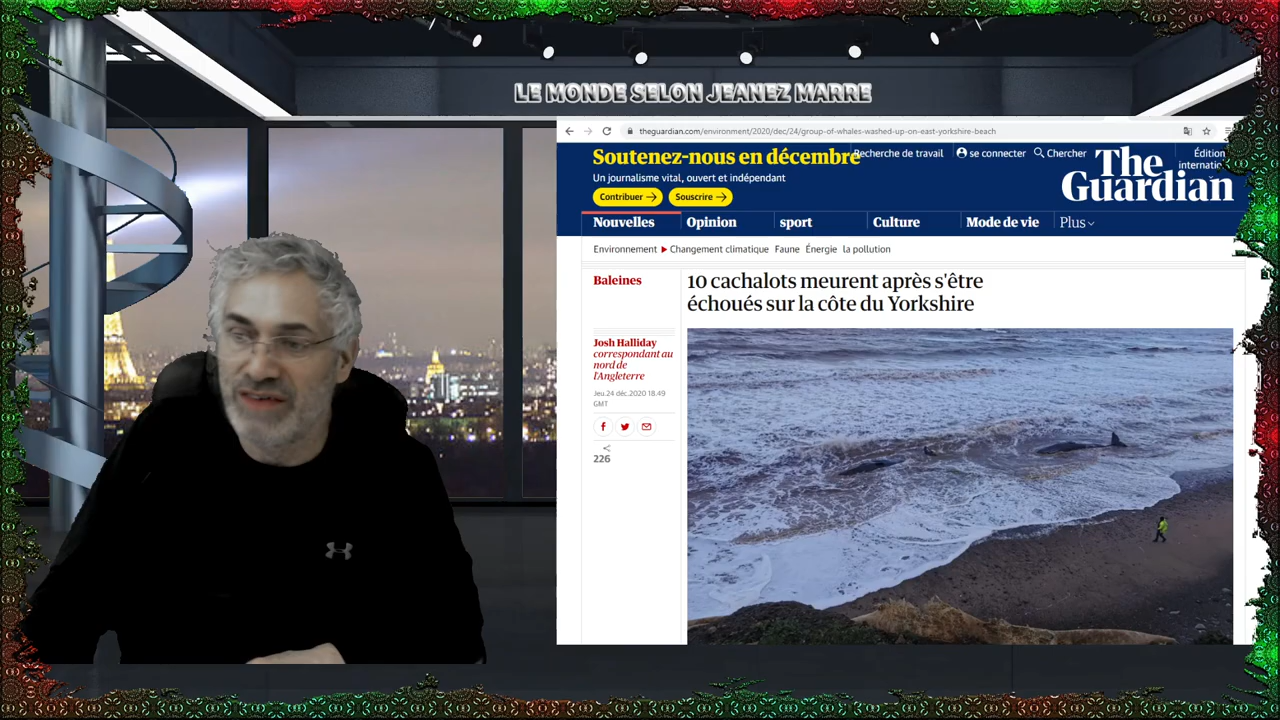 LE MONDE SELON JEANEZ MARRE
theguardian.com/environment/2020/dec/24/group-of-whales-washed-up-on-east-yorkshire-beach
Soutenez-nous en décembre
Recherche de travail
se connecter
Chercher
Édition
Un journalisme vital, ouvert et indépendant
Contribuer →
Souscrire →
The
Guardian
Nouvelles
Opinion
sport
Culture
Mode de vie
Plus
Environnement
Changement climatique
Faune
Énergie
la pollution
Baleines
10 cachalots meurent après s'être
échoués sur la côte du Yorkshire
Josh Halliday
correspondant au
nord de
l'Angleterre
Jeu.24 déc.2020 18.49
GMT
226